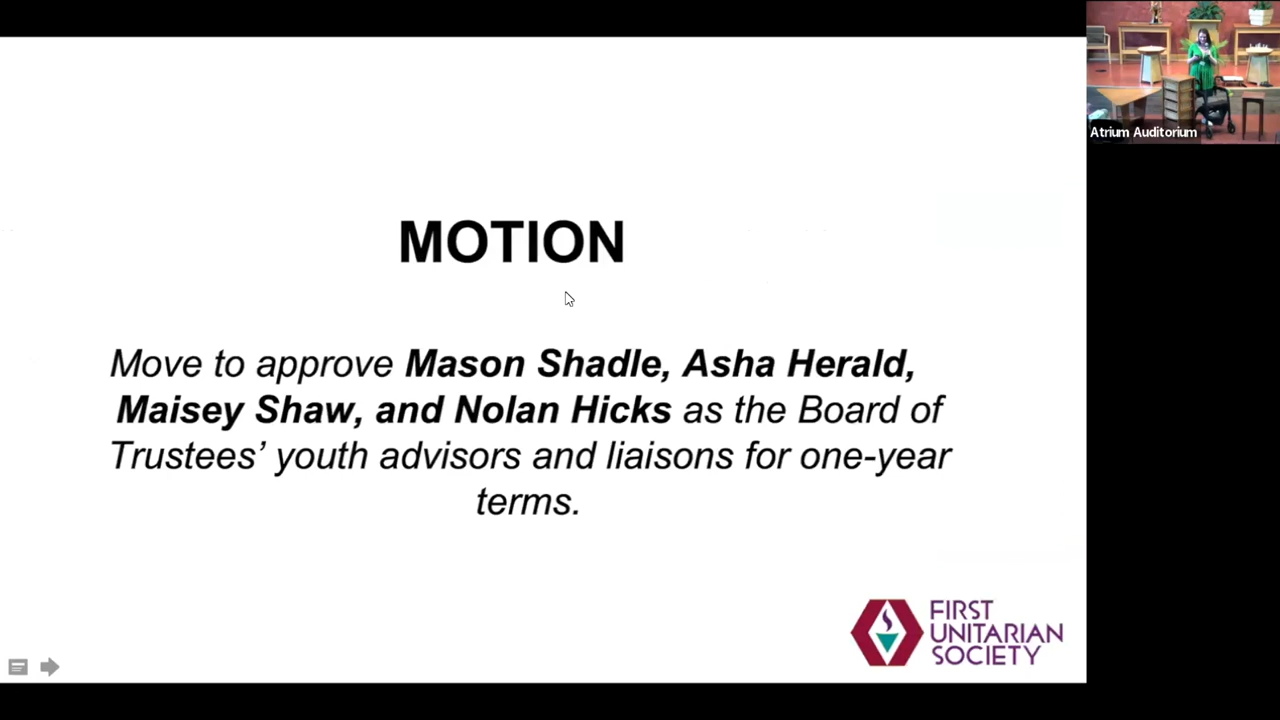 MOTION
Move to approve Mason Shadle, Asha Herald,
Maisey Shaw, and Nolan Hicks as the Board of
Trustees’ youth advisors and liaisons for one-year
terms.
FIRST
UNITARIAN
SOCIETY
Atrium Auditorium